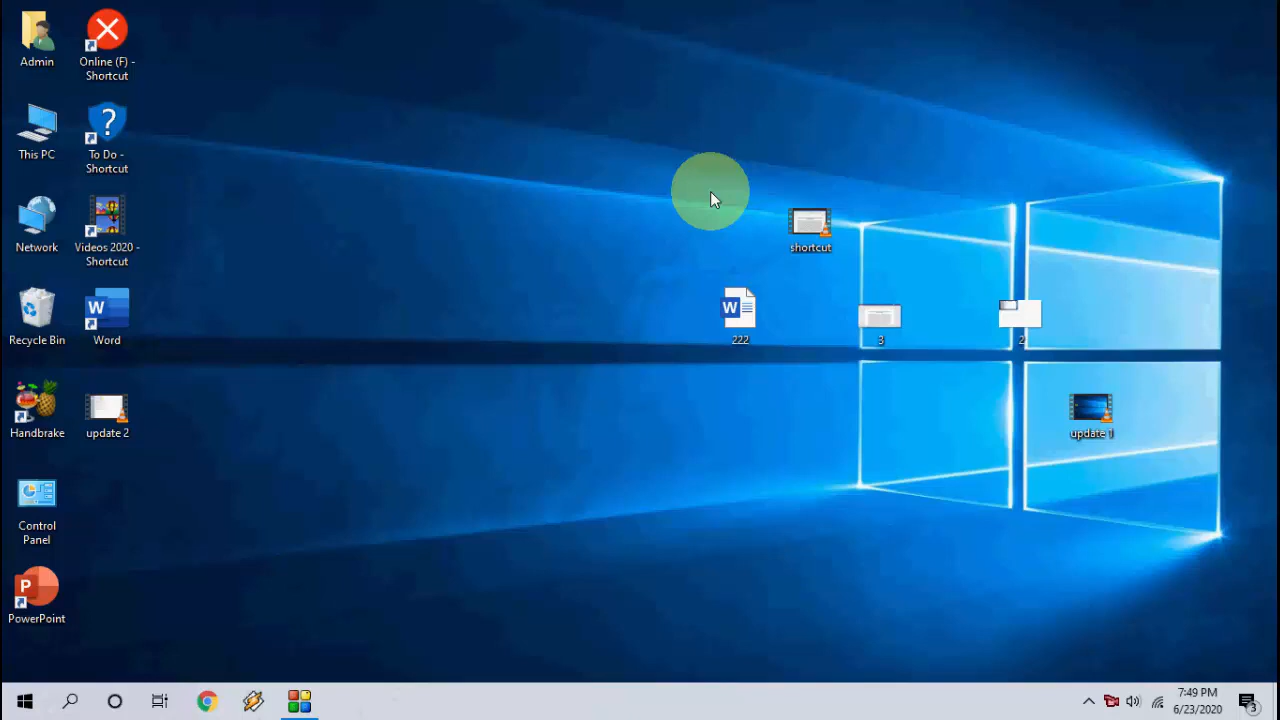 Admin
Online (F) -
Shortcut
This PC
To Do -
Shortcut
Network
Videos 2020 -
Shortcut
Recycle Bin
W
Word
Handbrake
update 2
Control
Panel
P
PowerPoint
shortcut
W
222
3
2
update 1
7:49 PM
6/23/2020
3